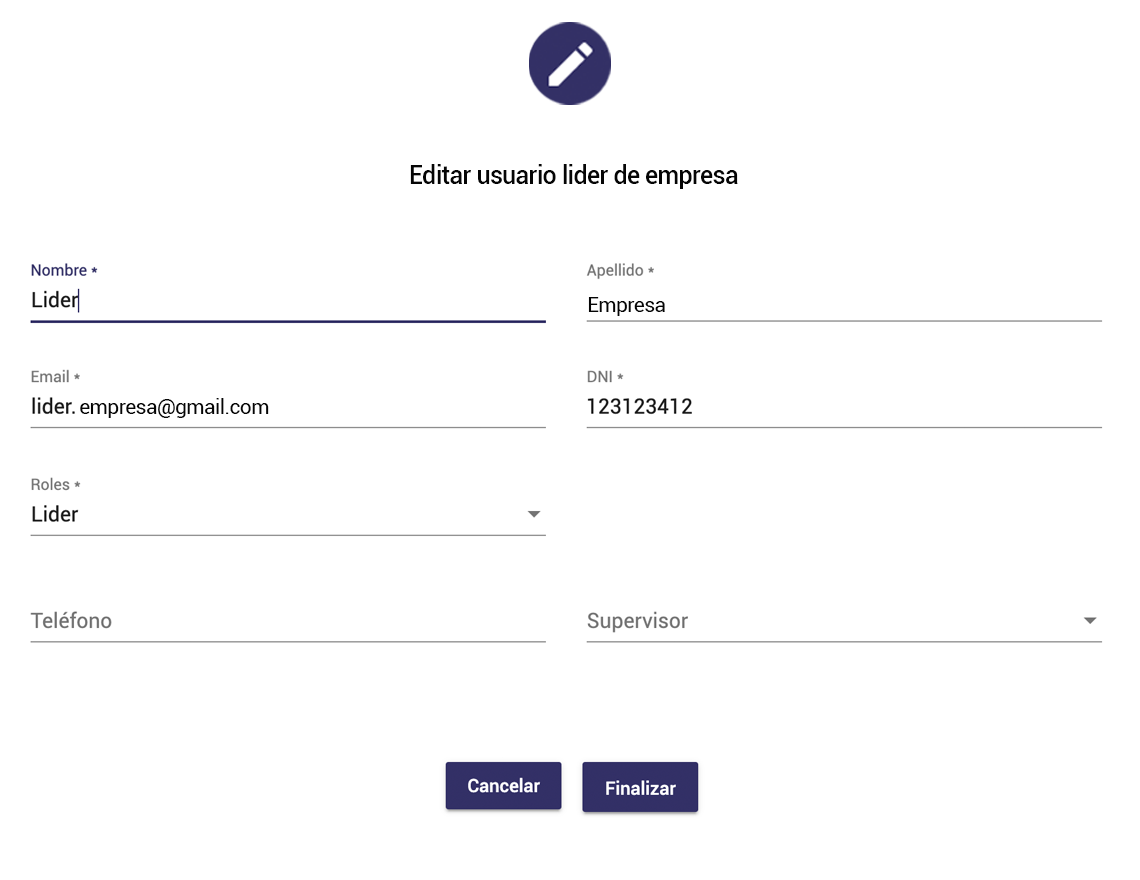 Editar usuario lider de empresa
Nombre *
Apellido *
Lider
Empresa
Email *
DNI *
lider. empresa@gmail.com
123123412
Roles *
Lider
Teléfono
Supervisor
Cancelar
Finalizar